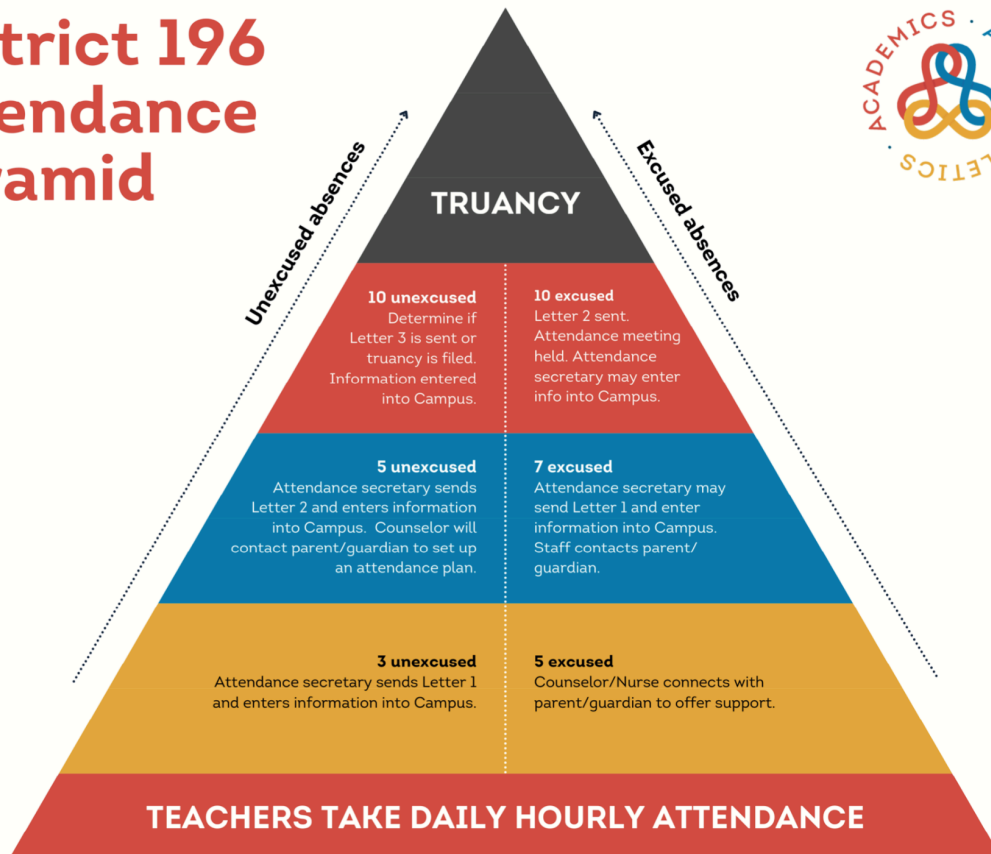 trict 196
endance
ramid
ACADEMICS
LETICS
Unexcused absences
Excused absences
TRUANCY
10 unexcused
Determine if
Letter 3 is sent or
truancy is filed.
Information entered
into Campus.
10 excused
Letter 2 sent.
Attendance meeting
held. Attendance
secretary may enter
info into Campus.
5 unexcused
Attendance secretary sends
Letter 2 and enters information
into Campus.  Counselor will
contact parent/guardian to set up
an attendance plan.
7 excused
Attendance secretary may
send Letter 1 and enter
information into Campus.
Staff contacts parent/
guardian.
3 unexcused
Attendance secretary sends Letter 1
and enters information into Campus.
5 excused
Counselor/Nurse connects with
parent/guardian to offer support.
TEACHERS TAKE DAILY HOURLY ATTENDANCE